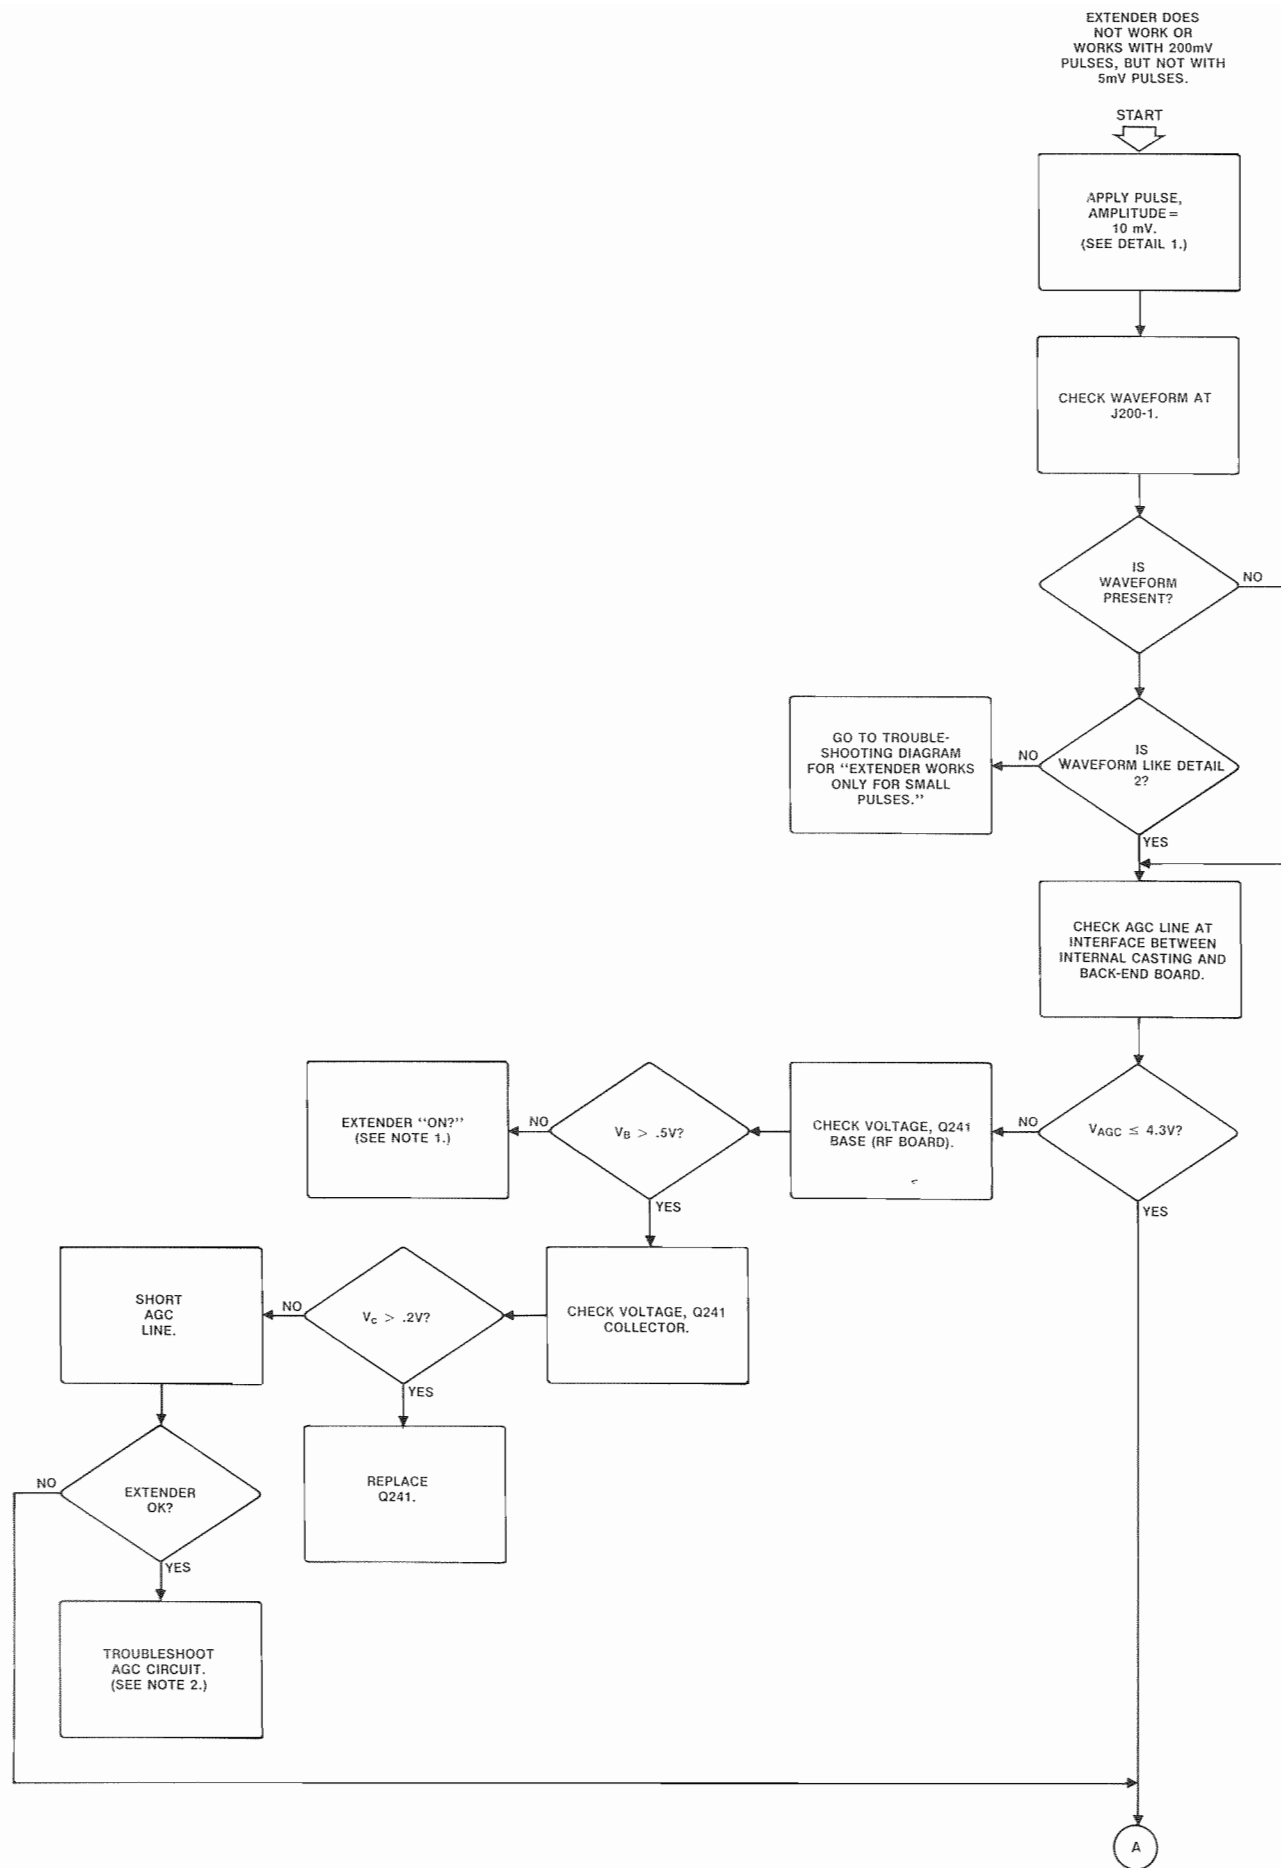 EXTENDER DOES
NOT WORK OR
WORKS WITH 200mV
PULSES, BUT NOT WITH
5mV PULSES.
START
APPLY PULSE,
AMPLITUDE =
10 mV.
(SEE DETAIL 1.)
CHECK WAVEFORM AT
J200-1.
IS
WAVEFORM
PRESENT?
NO
GO TO TROUBLE-
SHOOTING DIAGRAM
FOR "EXTENDER WORKS
ONLY FOR SMALL
PULSES."
NO
IS
WAVEFORM LIKE DETAIL
2?
YES
CHECK AGC LINE AT
INTERFACE BETWEEN
INTERNAL CASTING AND
BACK-END BOARD.
EXTENDER "ON?"
(SEE NOTE 1.)
NO
VB > .5V?
YES
CHECK VOLTAGE, Q241
BASE (RF BOARD).
NO
VAGC ≤ 4.3V?
YES
SHORT
AGC
LINE.
NO
Vc > .2V?
YES
CHECK VOLTAGE, Q241
COLLECTOR.
NO
EXTENDER
OK?
YES
REPLACE
Q241.
TROUBLESHOOT
AGC CIRCUIT.
(SEE NOTE 2.)
A